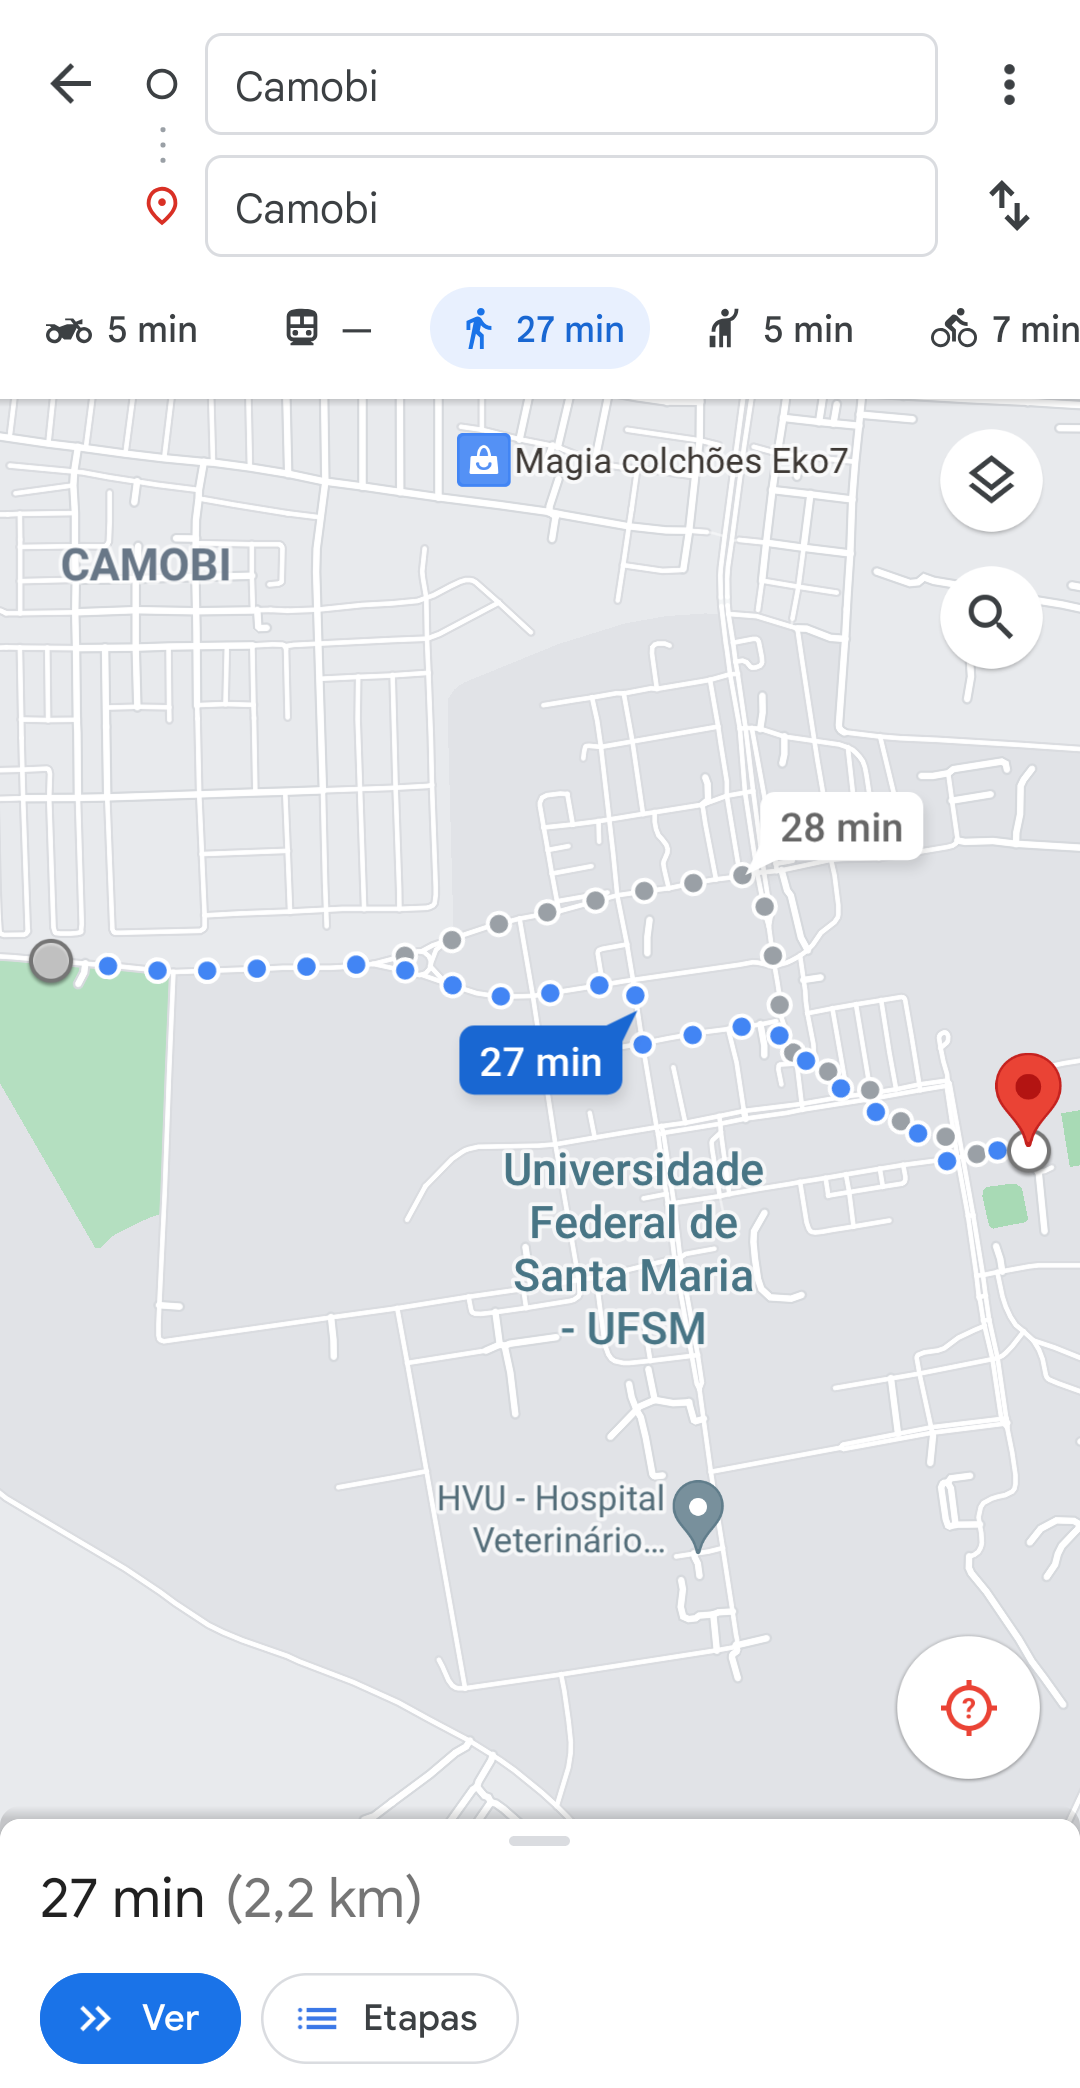 Camobi
Camobi
5 min
—
27 min
5 min
7 min
Magia colchões Eko7
CAMOBI
28 min
27 min
Universidade
Federal de
Santa Maria
- UFSM
HVU - Hospital
Veterinário...
?
27 min (2,2 km)
Ver
Etapas